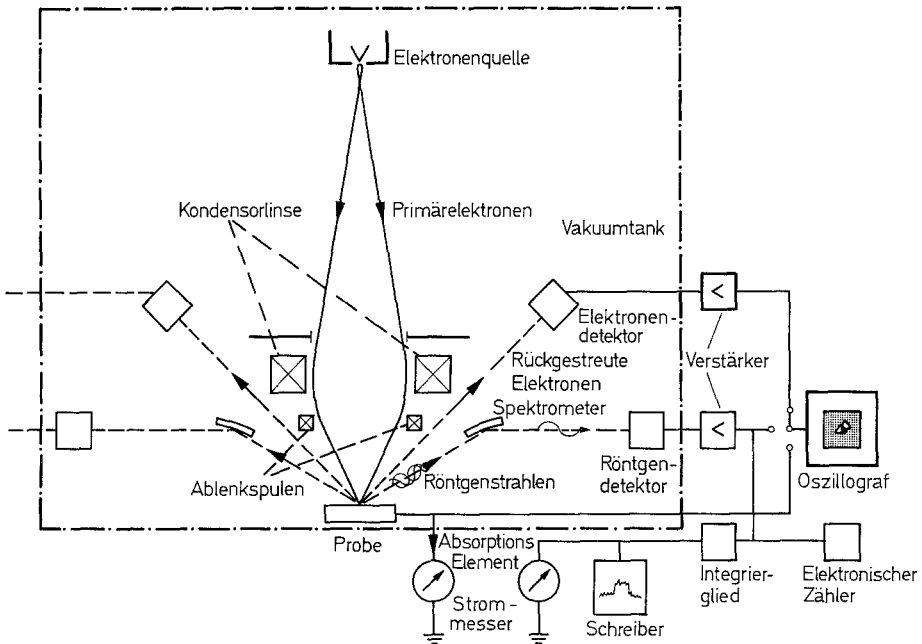 Elektronenquelle
Kondensorlinse
Primärelektronen
Vakuumtank
Elektronen-
detektor
Verstärker
Rückgestreute
Elektronen
Spektrometer
Ablenkspulen
Röntgenstrahlen
Röntgen-
detektor
Oszillograf
Probe
Absorptions
Element
Strom-
messer
Schreiber
Integrier-
glied
Elektronischer
Zähler